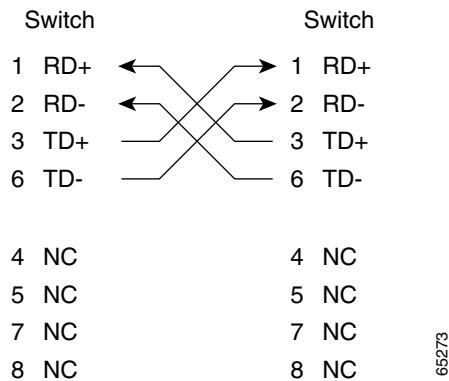 Switch Switch
1 RD+ 1 RD+
2 RD- 2 RD-
3 TD+ 3 TD+
6 TD- 6 TD-
4 NC 4 NC
5 NC 5 NC
7 NC 7 NC
8 NC 8 NC
65273